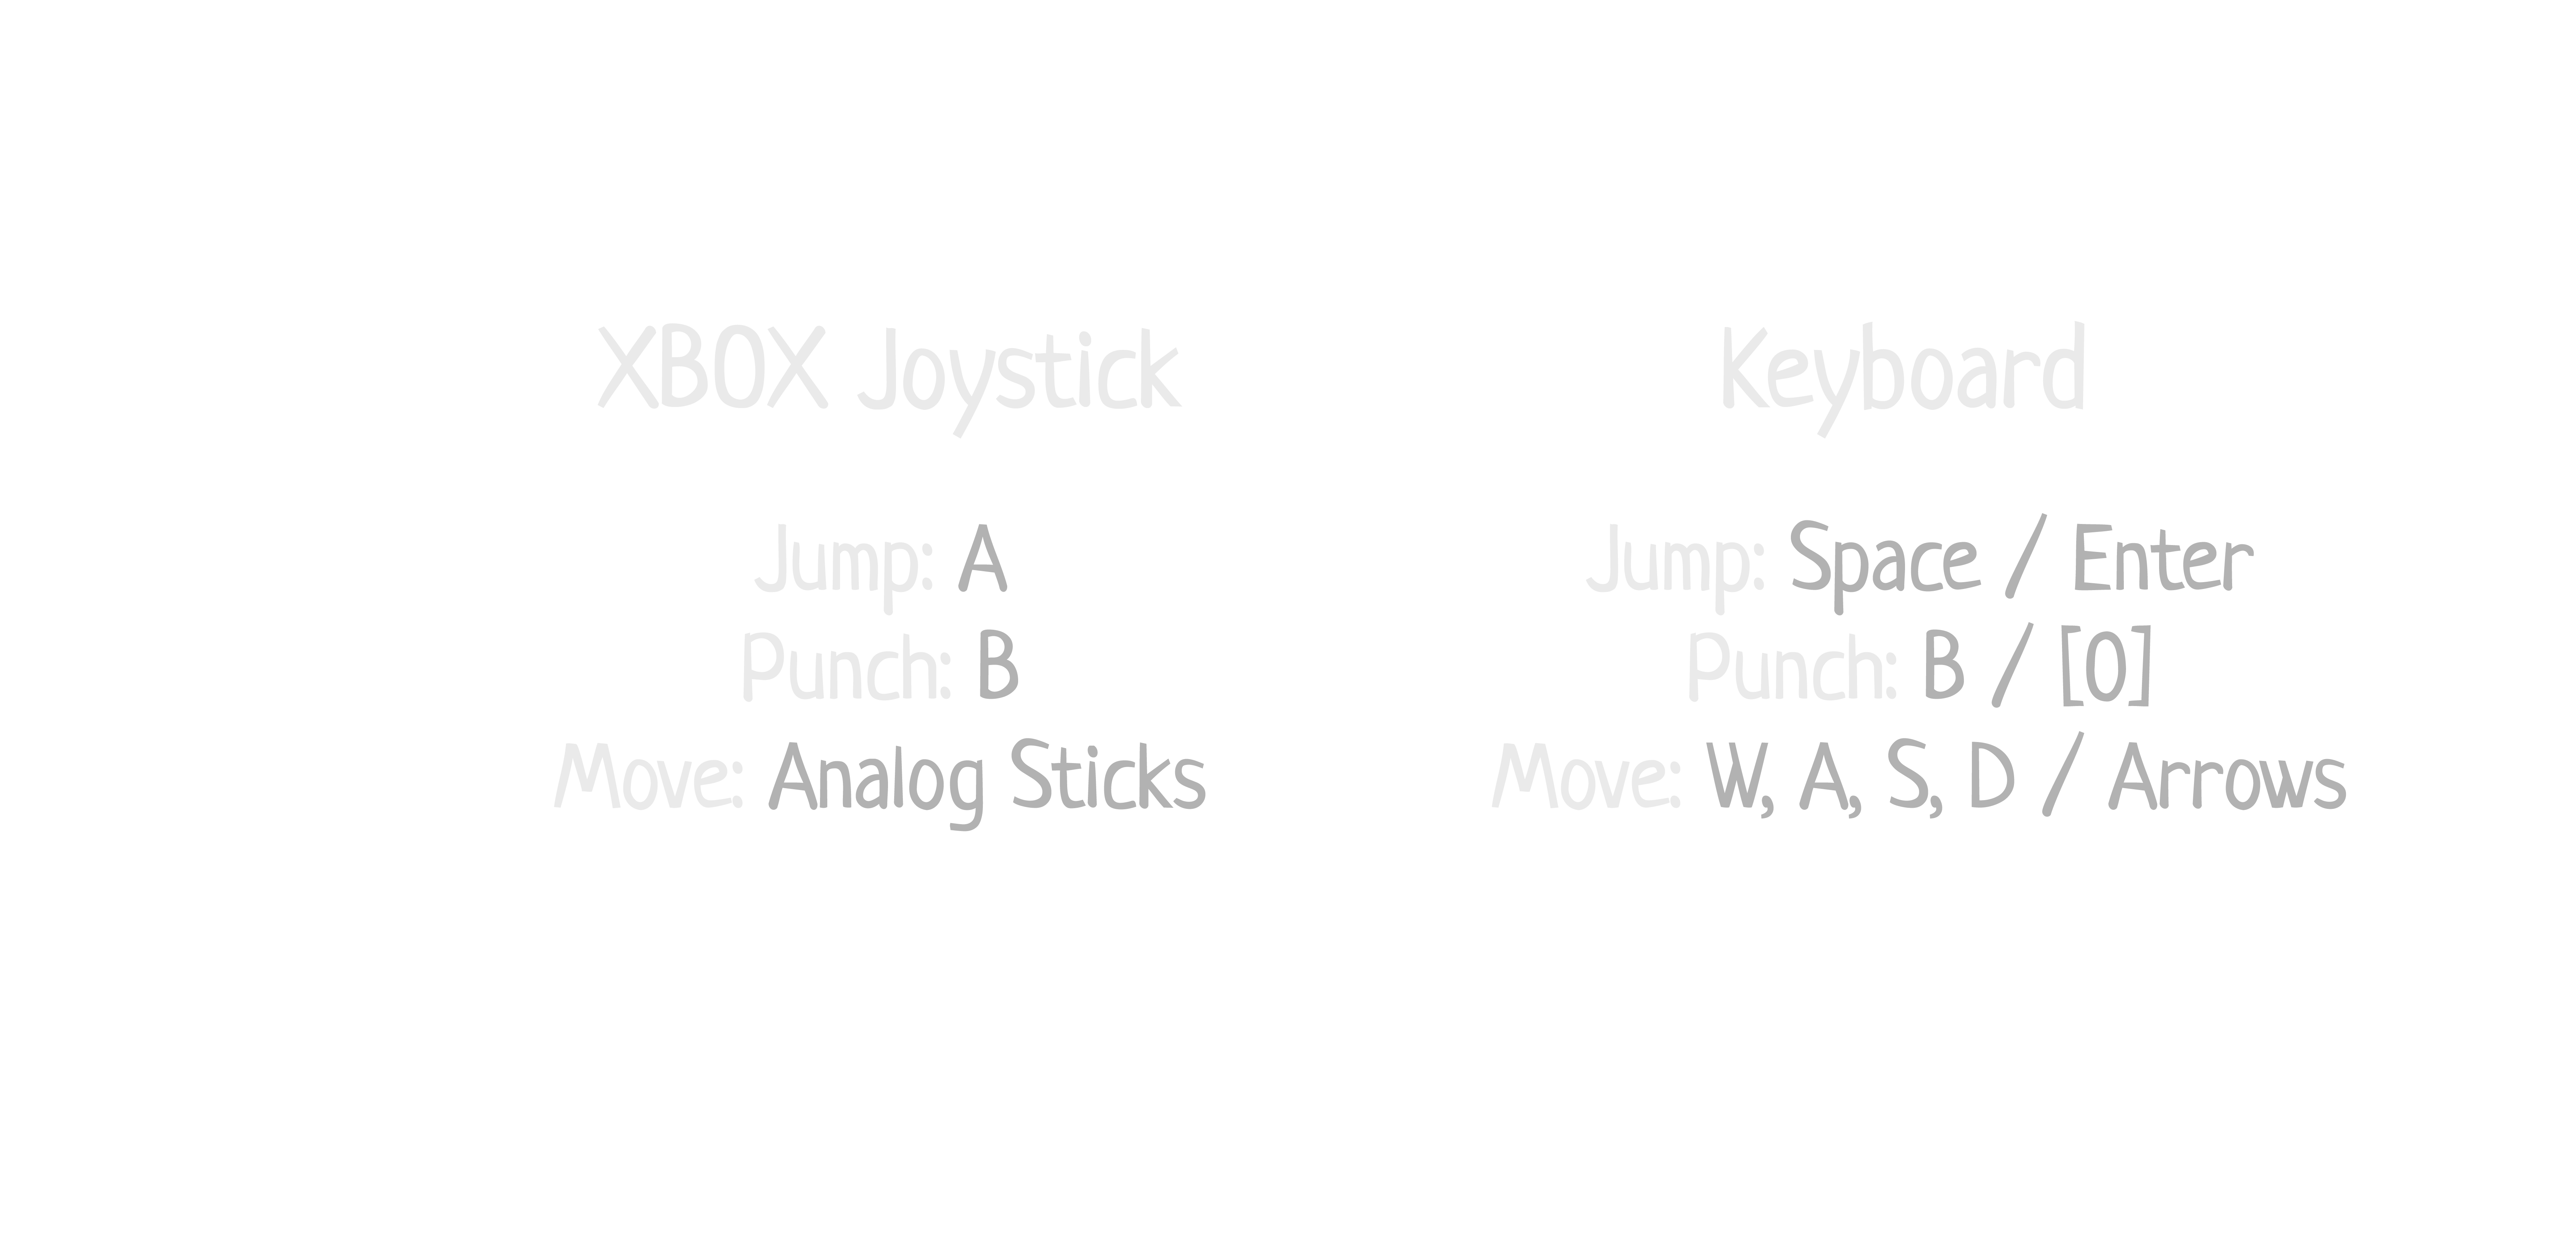 XBOX Joystick
Jump: A
Punch: B
Move: Analog Sticks
Keyboard
Jump: Space / Enter
Punch: B / [0]
Move: W, A, S, D / Arrows